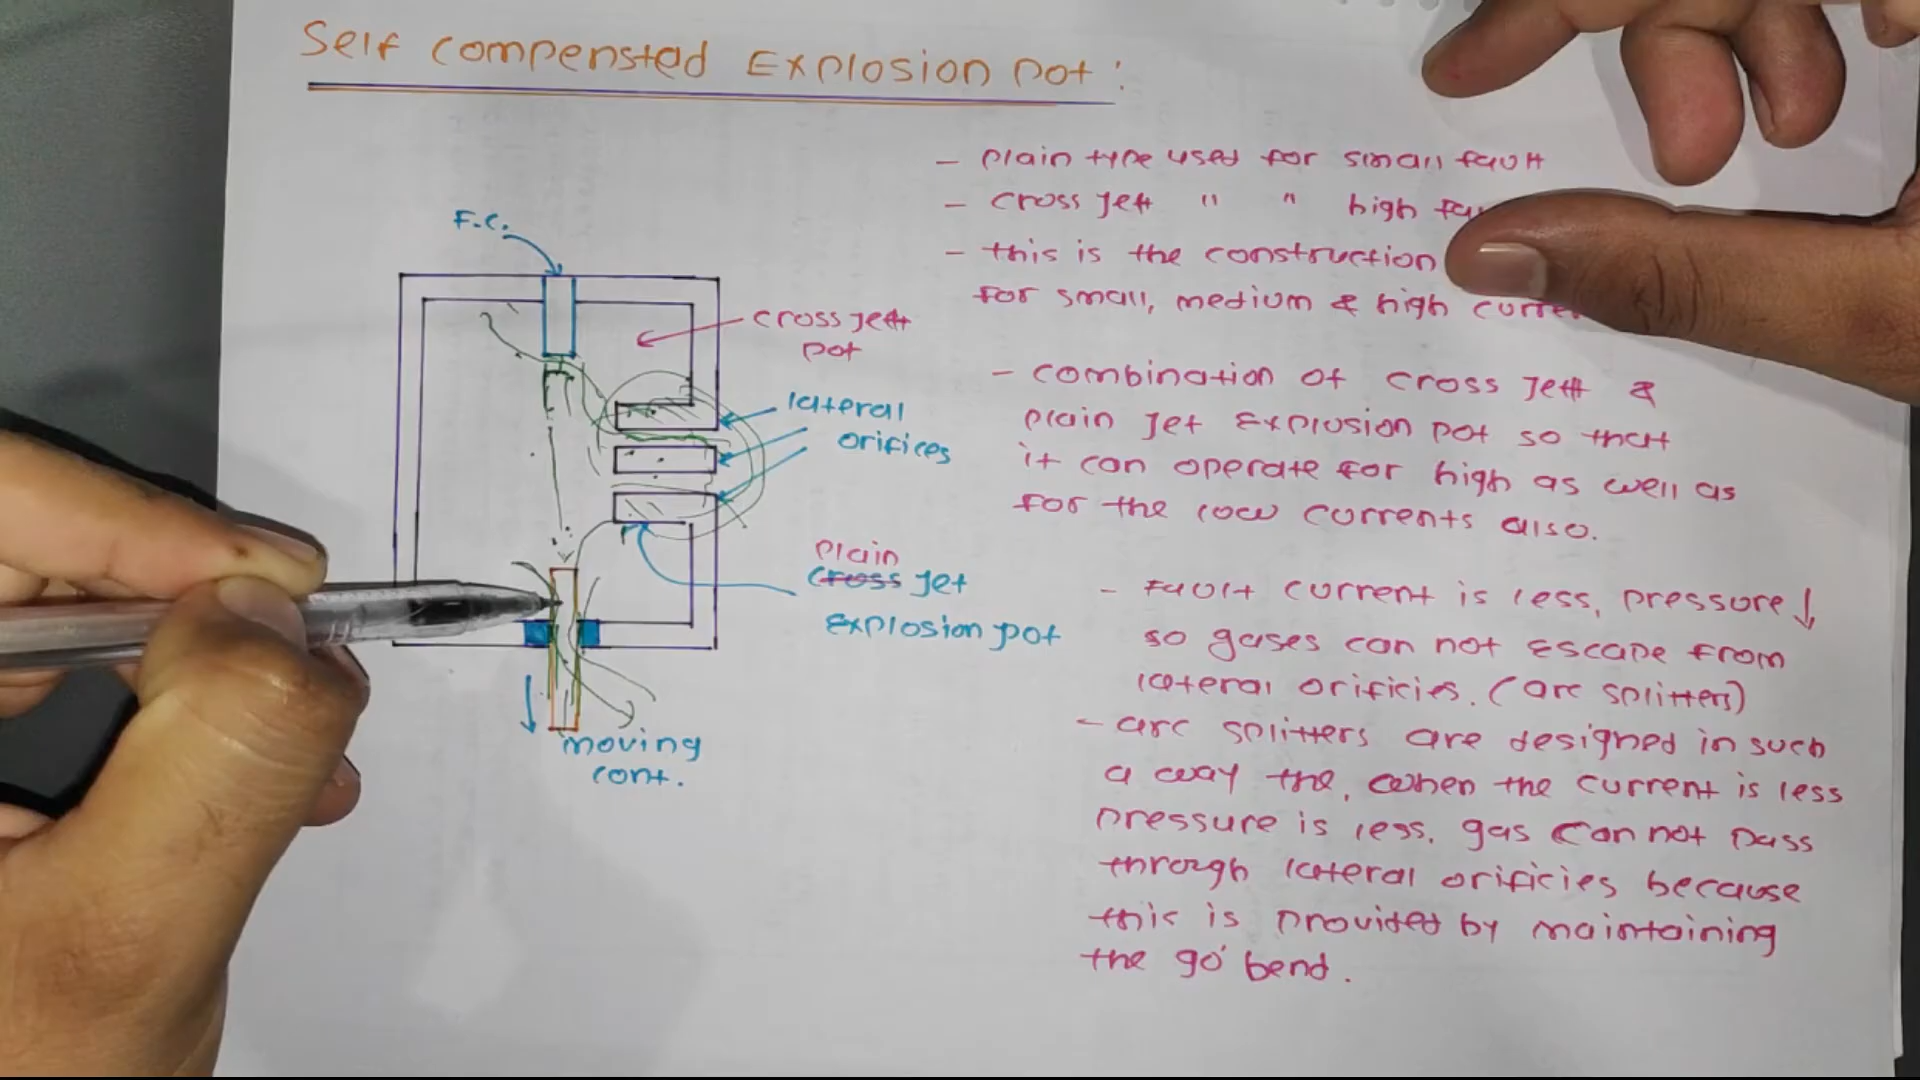 Self compensted Explosion pot:
F.C.
cross jett
pot
lateral
orifices
plain
cross jet
explosion pot
moving
cont.
- plain type used for small fault
- cross jett " " high
- this is the construction
for small, medium & high
- combination of cross jett &
plain jet explosion pot so that
it can operate for high as well as
for the low currents also.
- fault current is less, pressure ↓
so gases can not escape from
lateral orificies. (arc splitters)
- arc splitters are designed in such
a way the, when the current is less
pressure is less. gas can not pass
through lateral orificies because
this is provited by maintaining
the 90° bend.